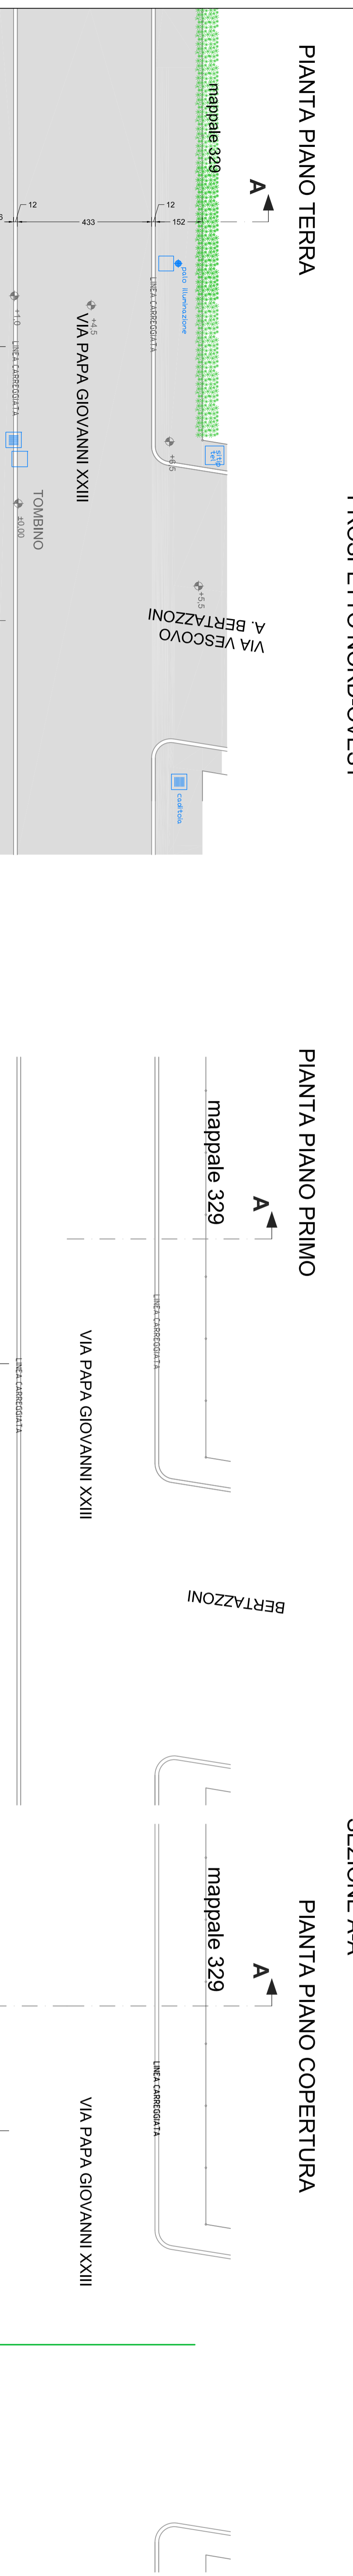 PIANTA PIANO TERRA
A
mappale 329
12
152
433
12
palo illuminazione
LINEA CARREGGIATA
+4,5
+1,0
LINEA CARREGGIATA
VIA PAPA GIOVANNI XXIII
sitip
tel
+6,5
±0.00
TOMBINO
+5,5
VIA VESCOVO
A. BERTAZZONI
caditoia
PIANTA PIANO PRIMO
A
mappale 329
LINEA CARREGGIATA
VIA PAPA GIOVANNI XXIII
LINEA CARREGGIATA
BERTAZZONI
PIANTA PIANO COPERTURA
A
mappale 329
LINEA CARREGGIATA
VIA PAPA GIOVANNI XXIII